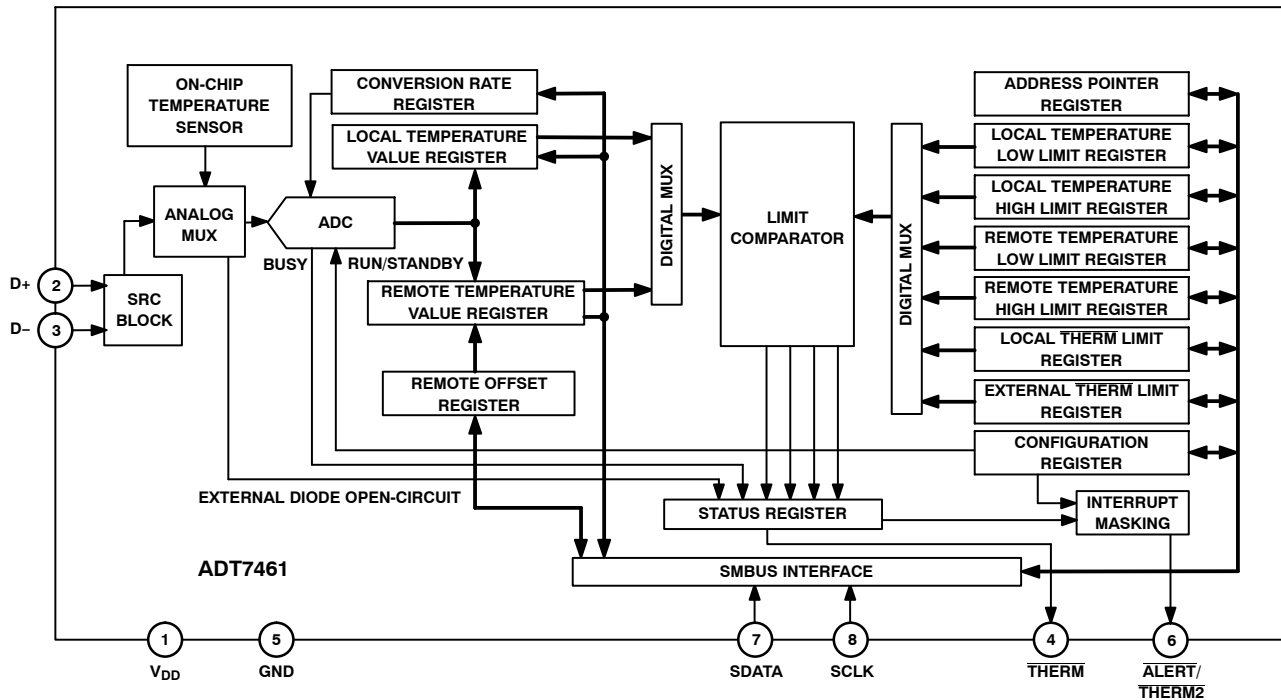 ON-CHIP
TEMPERATURE
SENSOR
CONVERSION RATE
REGISTER
LOCAL TEMPERATURE
VALUE REGISTER
ANALOG
MUX
ADC
BUSY
RUN/STANDBY
D+
2
D–
3
SRC
BLOCK
REMOTE TEMPERATURE
VALUE REGISTER
REMOTE OFFSET
REGISTER
DIGITAL MUX
LIMIT
COMPARATOR
DIGITAL MUX
ADDRESS POINTER
REGISTER
LOCAL TEMPERATURE
LOW LIMIT REGISTER
LOCAL TEMPERATURE
HIGH LIMIT REGISTER
REMOTE TEMPERATURE
LOW LIMIT REGISTER
REMOTE TEMPERATURE
HIGH LIMIT REGISTER
LOCAL THERM LIMIT
REGISTER
EXTERNAL THERM LIMIT
REGISTER
CONFIGURATION
REGISTER
EXTERNAL DIODE OPEN-CIRCUIT
STATUS REGISTER
INTERRUPT
MASKING
ADT7461
SMBUS INTERFACE
1
VDD
5
GND
7
SDATA
8
SCLK
4
THERM
6
ALERT/
THERM2